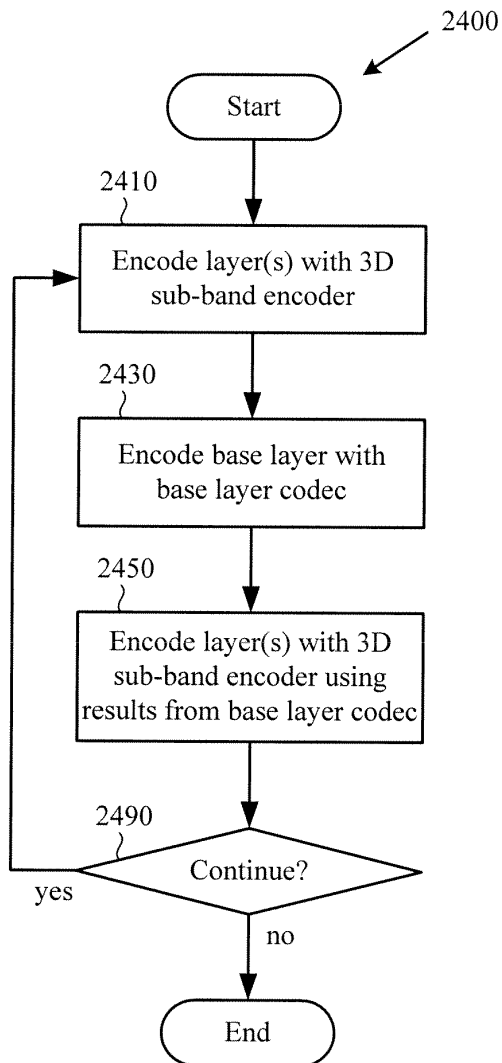 2400
Start
2410
Encode layer(s) with 3D
sub-band encoder
2430
Encode base layer with
base layer codec
2450
Encode layer(s) with 3D
sub-band encoder using
results from base layer codec
2490
Continue?
yes
no
End